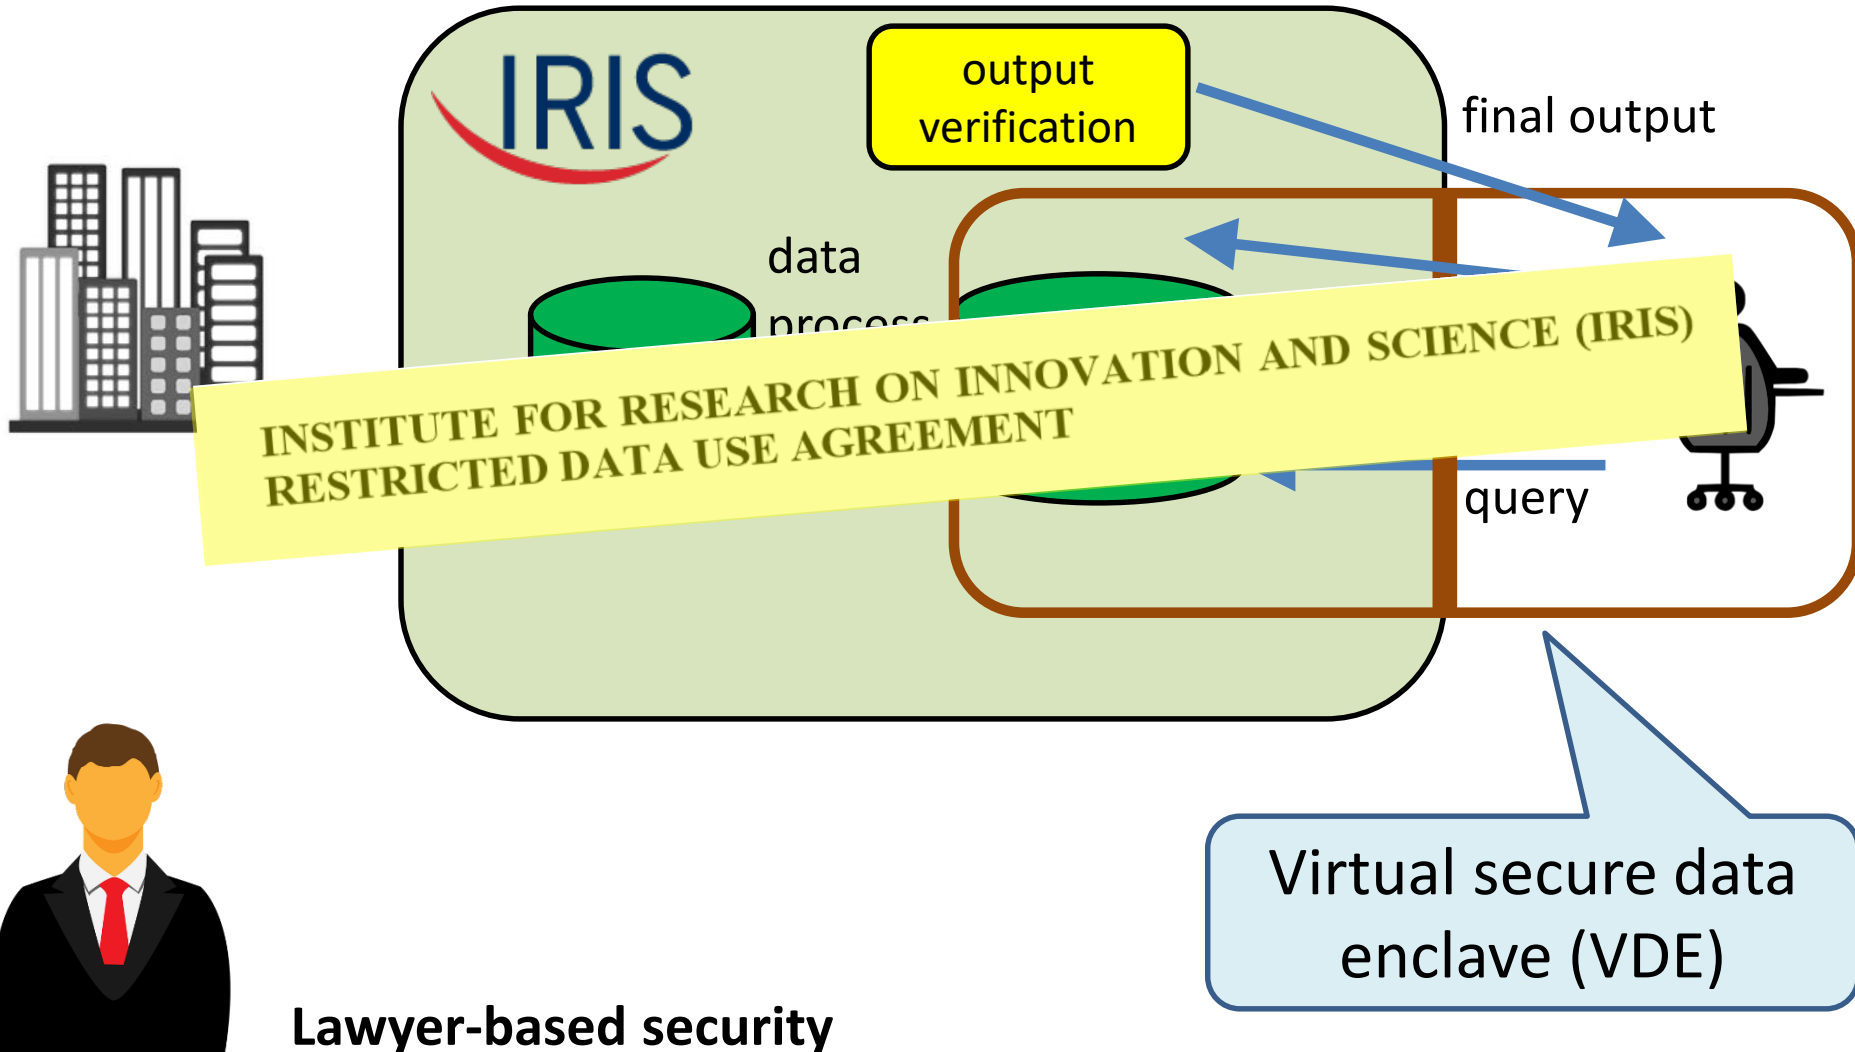 IRIS
output
verification
final output
data
process
INSTITUTE FOR RESEARCH ON INNOVATION AND SCIENCE (IRIS)
RESTRICTED DATA USE AGREEMENT
query
Virtual secure data
enclave (VDE)
Lawyer-based security